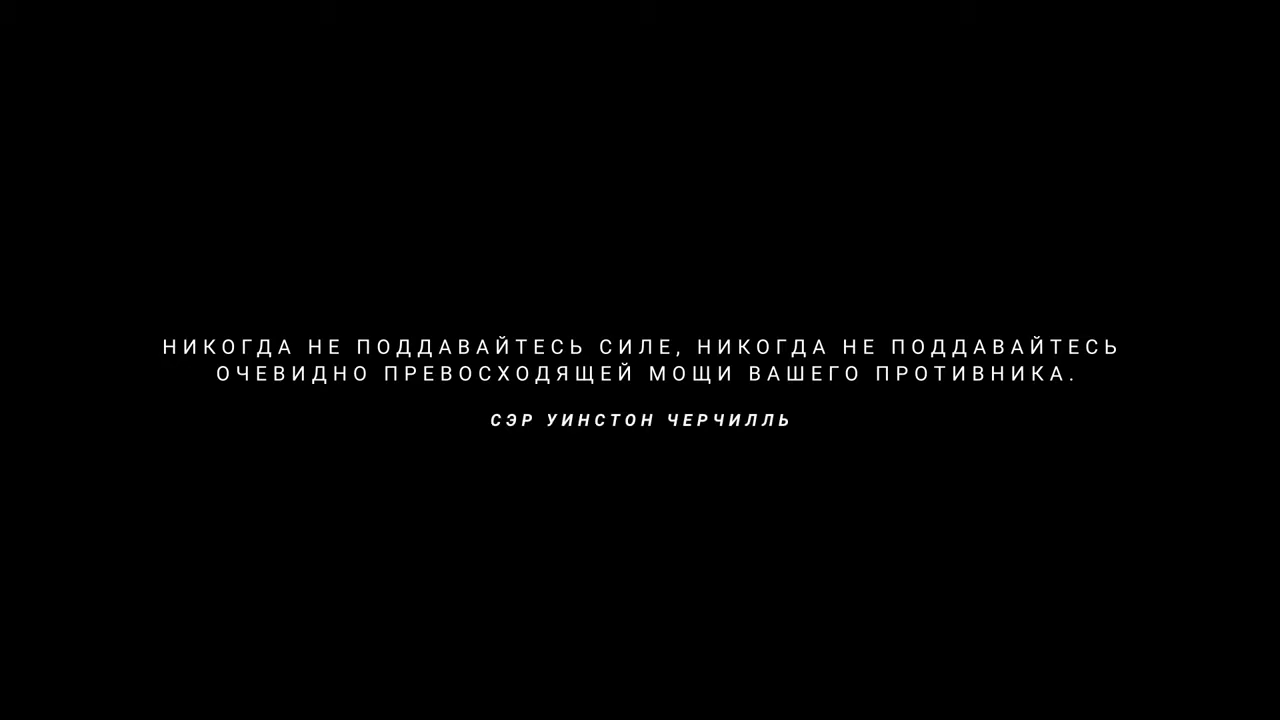 НИКОГДА НЕ ПОДДАВАЙТЕСЬ СИЛЕ, НИКОГДА НЕ ПОДДАВАЙТЕСЬ
ОЧЕВИДНО ПРЕВОСХОДЯЩЕЙ МОЩИ ВАШЕГО ПРОТИВНИКА.
СЭР УИНСТОН ЧЕРЧИЛЛЬ